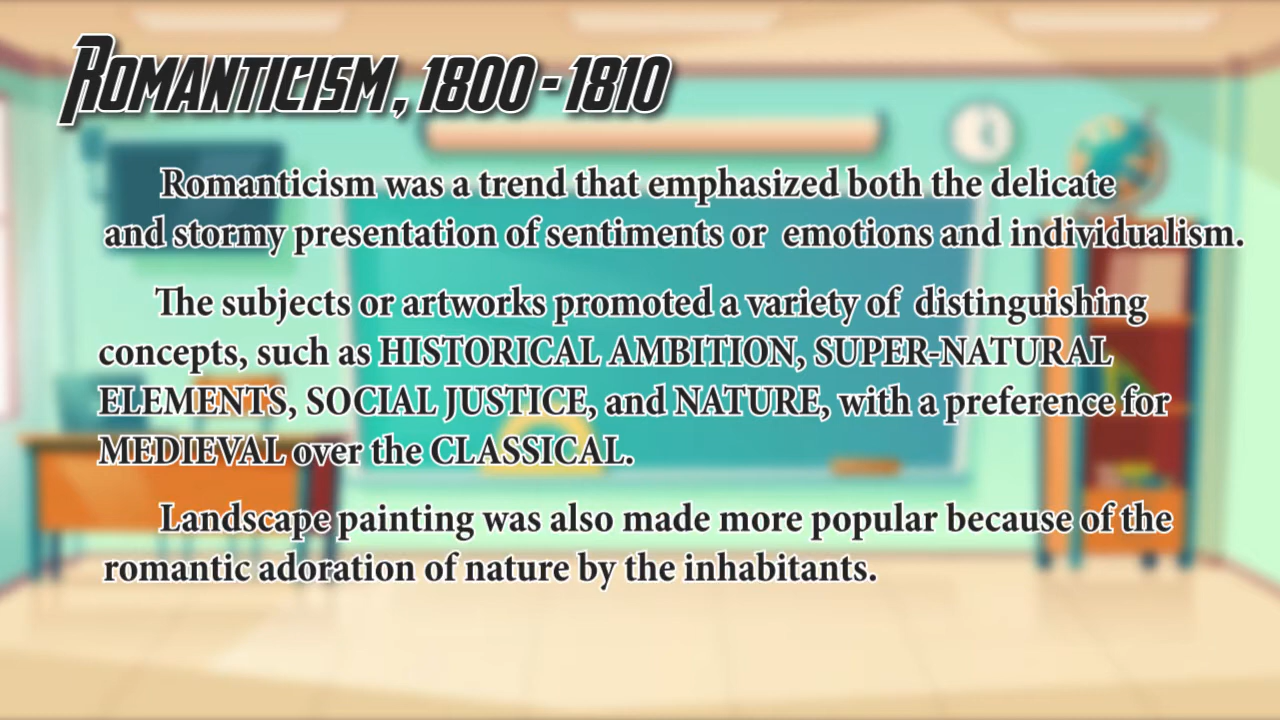 Romanticism, 1800 - 1810
Romanticism was a trend that emphasized both the delicate
and stormy presentation of sentiments or emotions and individualism.
The subjects or artworks promoted a variety of distinguishing
concepts, such as HISTORICAL AMBITION, SUPER-NATURAL
ELEMENTS, SOCIAL JUSTICE, and NATURE, with a preference for
MEDIEVAL over the CLASSICAL.
Landscape painting was also made more popular because of the
romantic adoration of nature by the inhabitants.